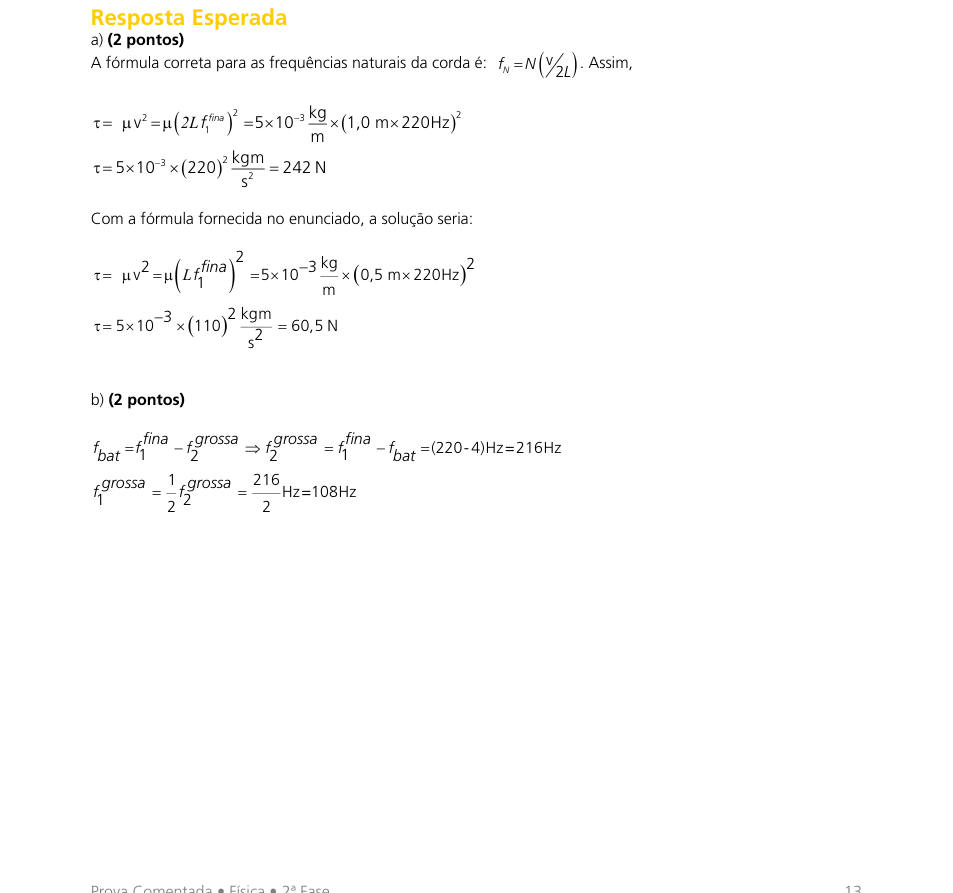 Resposta Esperada
a) (2 pontos)
A fórmula correta para as frequências naturais da corda é: f_N = N(v/2L). Assim,
τ = μv² = μ(2L f₁^fina)² = 5×10⁻³ kg/m × (1,0 m×220Hz)²
τ = 5×10⁻³ × (220)² kgm/s² = 242 N
Com a fórmula fornecida no enunciado, a solução seria:
τ = μv² = μ(L f₁^fina)² = 5×10⁻³ kg/m × (0,5 m×220Hz)²
τ = 5×10⁻³ × (110)² kgm/s² = 60,5 N
b) (2 pontos)
f_bat = f₁^fina − f₂^grossa ⇒ f₂^grossa = f₁^fina − f_bat = (220-4)Hz=216Hz
f₁^grossa = 1/2 f₂^grossa = 216/2 Hz=108Hz
Prova Comentada • Física • 2ª Fase 13